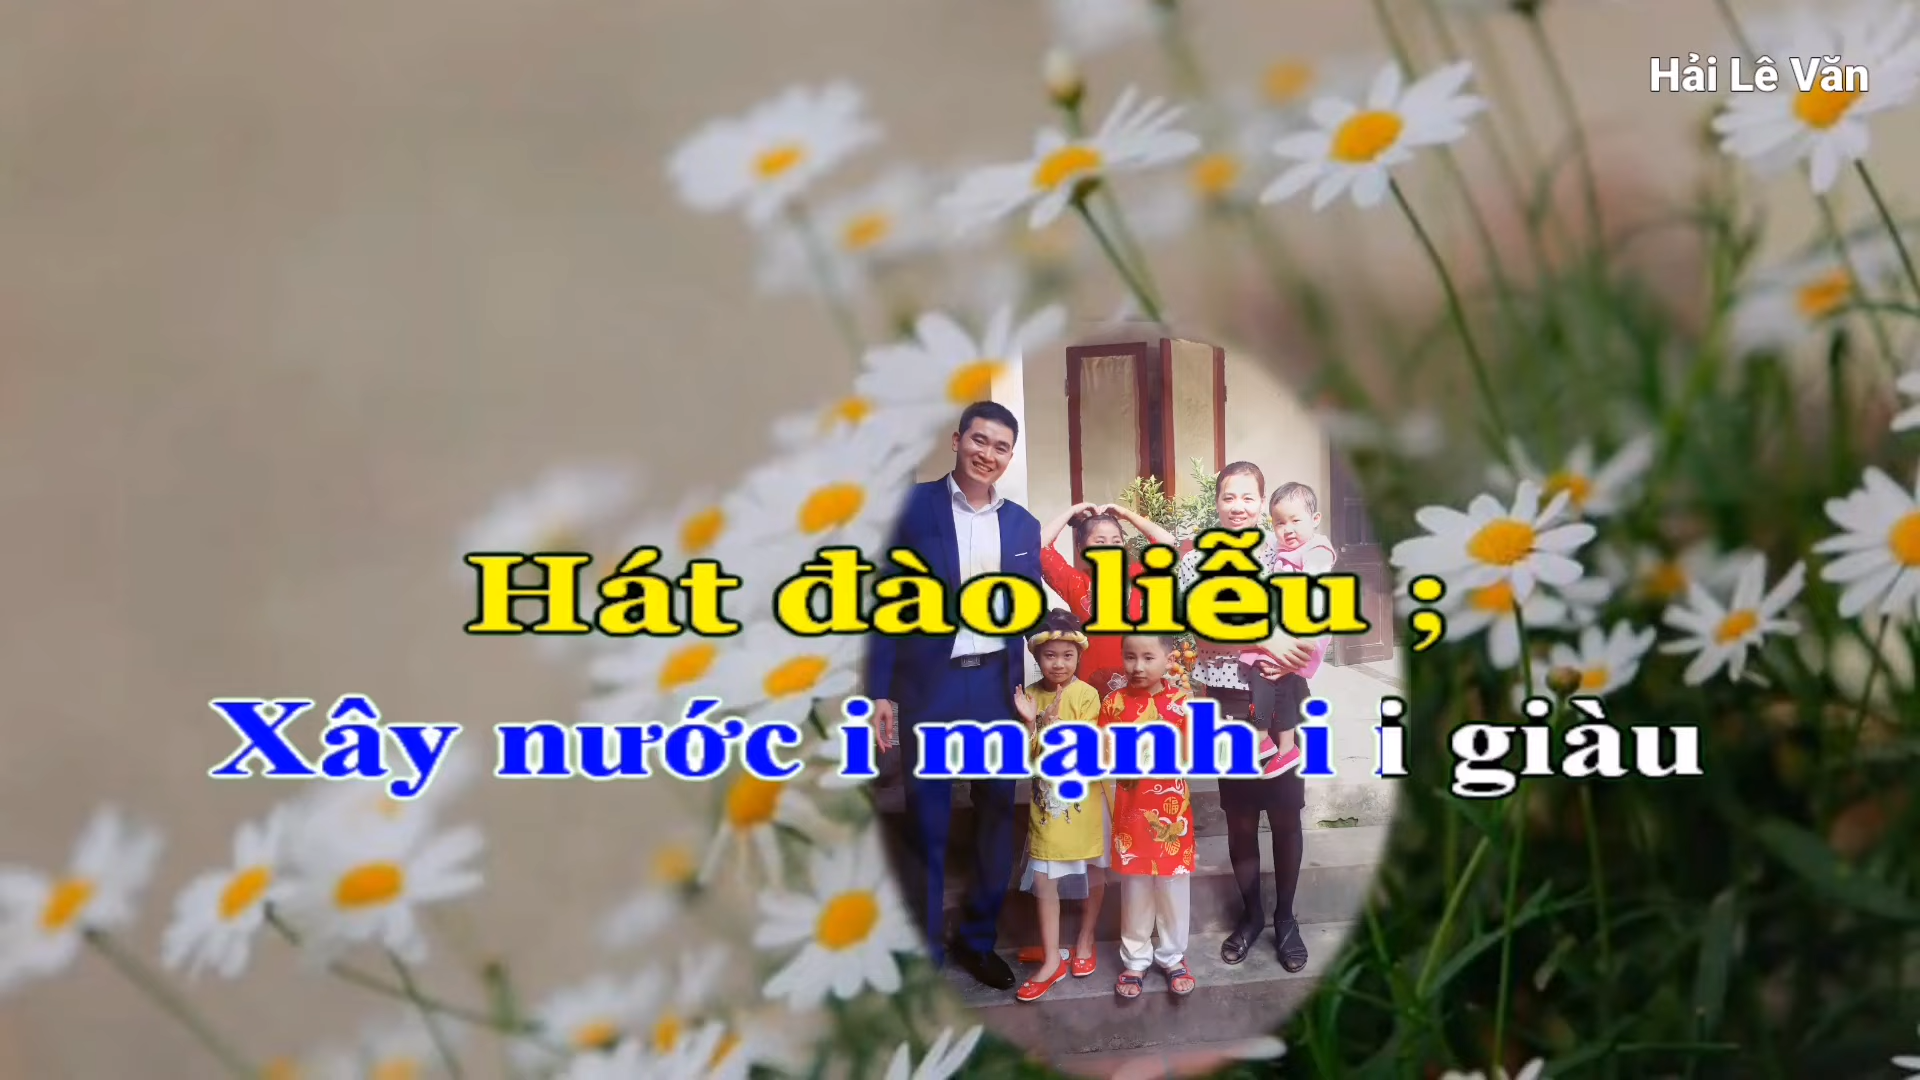 Hải Lê Văn
Hát đào liễu ;
Xây nước i mạnh i i giàu